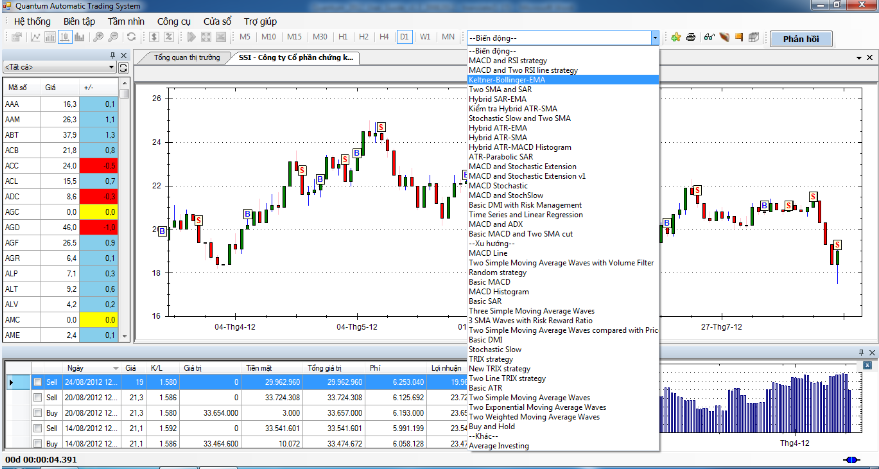 Quantum Automatic Trading System
Hệ thống Biên tập Tầm nhìn Công cụ Cửa sổ Trợ giúp
M5 M10 M15 M30 H1 H2 H4 D1 W1 MN --Biến động-- Phản hồi
<Tất cả>
Mã số Giá +/-
AAA 16,3 0,1
AAM 26,3 1,1
ABT 37,9 1,3
ACB 21,8 0,8
ACC 24,0 -0,5
ACL 15,5 0,7
ADC 8,6 -0,3
AGC 0,0 0,0
AGD 46,0 -1,0
AGF 26,5 0,9
AGR 6,4 0,1
ALP 7,1 0,3
ALT 9,2 0,6
ALV 4,2 0,2
AMC 0,0 0,0
AME 2,4 0,1
Tổng quan thị trường SSI - Công ty Cổ phần chứng k...
26
24
22
20
18
16
B S B S B S B S B B S B S S S
04-Thg4-12 04-Thg5-12 01 27-Thg7-12
--Biến động--
MACD and RSI strategy
MACD and Two RSI line strategy
Keltner-Bollinger-EMA
Two SMA and SAR
Hybrid SAR-EMA
Kiểm tra Hybrid ATR-SMA
Stochastic Slow and Two SMA
Hybrid ATR-EMA
Hybrid ATR-SMA
Hybrid ATR-MACD Histogram
ATR-Parabolic SAR
MACD and Stochastic Extension
MACD and Stochastic Extension v1
MACD Stochastic
MACD and StochSlow
Basic DMI with Risk Management
Time Series and Linear Regression
MACD and ADX
Basic MACD and Two SMA cut
--Xu hướng--
MACD Line
Two Simple Moving Average Waves with Volume Filter
Random strategy
Basic MACD
MACD Histogram
Basic SAR
Three Simple Moving Average Waves
3 SMA Waves with Risk Reward Ratio
Two Simple Moving Average Waves compared with Pric
Basic DMI
Stochastic Slow
TRIX strategy
New TRIX strategy
Two Line TRIX strategy
Basic ATR
Two Simple Moving Average Waves
Two Exponential Moving Average Waves
Two Weighted Moving Average Waves
Buy and Hold
--Khác--
Average Investing
Ngày Giá K/L Giá trị Tiền mặt Tổng giá trị Phí Lợi nhuận
Sell 24/08/2012 12... 19 1.580 0 29.962.960 29.962.960 6.253.040 19.96
Sell 20/08/2012 12... 21,3 1.586 0 33.724.308 33.724.308 6.125.692 23.72
Buy 20/08/2012 12... 21,3 1.580 33.654.000 3.000 33.657.000 6.193.000 23.65
Sell 14/08/2012 12... 21,1 1.592 0 33.541.601 33.541.601 5.991.199 23.54
Buy 14/08/2012 12... 21,1 1.586 33.464.600 10.072 33.474.672 6.058.128 23.47
Thg4-12
00d 00:00:04.391